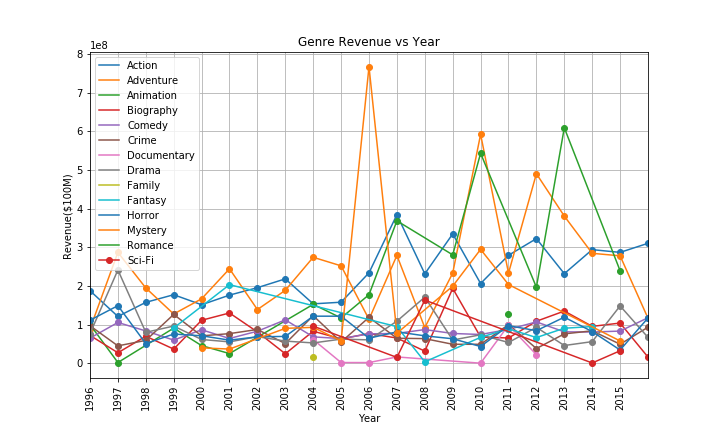 Genre Revenue vs Year
1e8
8
7
6
5
4
3
2
1
0
Revenue($100M)
Action
Adventure
Animation
Biography
Comedy
Crime
Documentary
Drama
Family
Fantasy
Horror
Mystery
Romance
Sci-Fi
1996
1997
1998
1999
2000
2001
2002
2003
2004
2005
2006
2007
2008
2009
2010
2011
2012
2013
2014
2015
Year